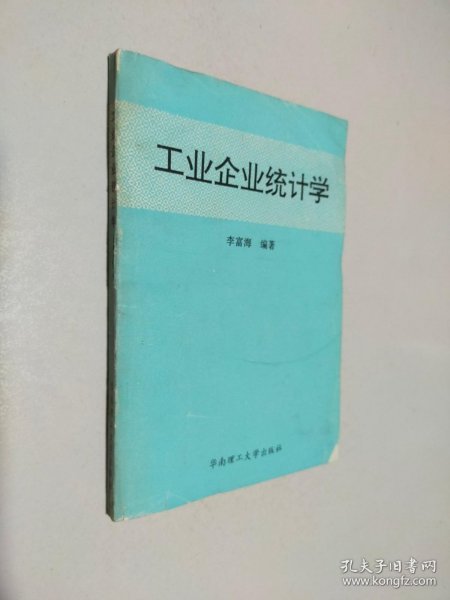 工业企业统计学
李富海 编著
华南理工大学出版社
孔夫子旧书网
www.kongfz.com